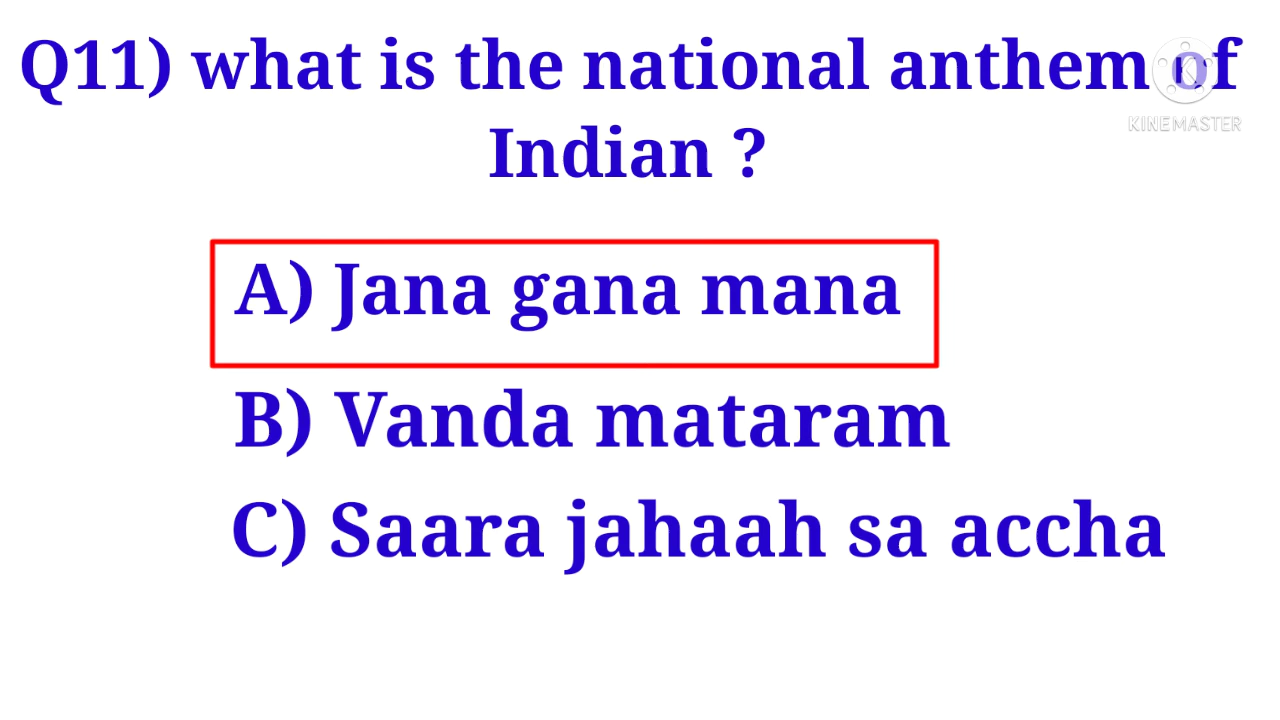 Q11) what is the national anthem of
KINEMASTER
Indian ?
A) Jana gana mana
B) Vanda mataram
C) Saara jahaah sa accha